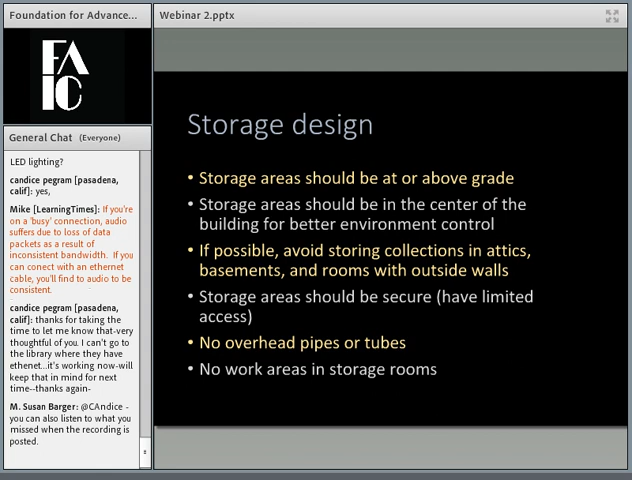 Foundation for Advance...
FAIC
General Chat (Everyone)
LED lighting?
candice pegram [pasadena,
calif]: yes,
Mike [LearningTimes]: If you're
on a 'busy' connection, audio
suffers due to loss of data
packets as a result of
inconsistent bandwidth. If you
can conect with an ethernet
cable, you'll find to audio to be
consistent.
candice pegram [pasadena,
calif]: thanks for taking the
time to let me know that-very
thoughtful of you. I can't go to
the library where they have
ethenet...it's working now-will
keep that in mind for next
time--thanks again-
M. Susan Barger: @CAndice -
you can also listen to what you
missed when the recording is
posted.
Webinar 2.pptx
Storage design
• Storage areas should be at or above grade
• Storage areas should be in the center of the
building for better environment control
• If possible, avoid storing collections in attics,
basements, and rooms with outside walls
• Storage areas should be secure (have limited
access)
• No overhead pipes or tubes
• No work areas in storage rooms